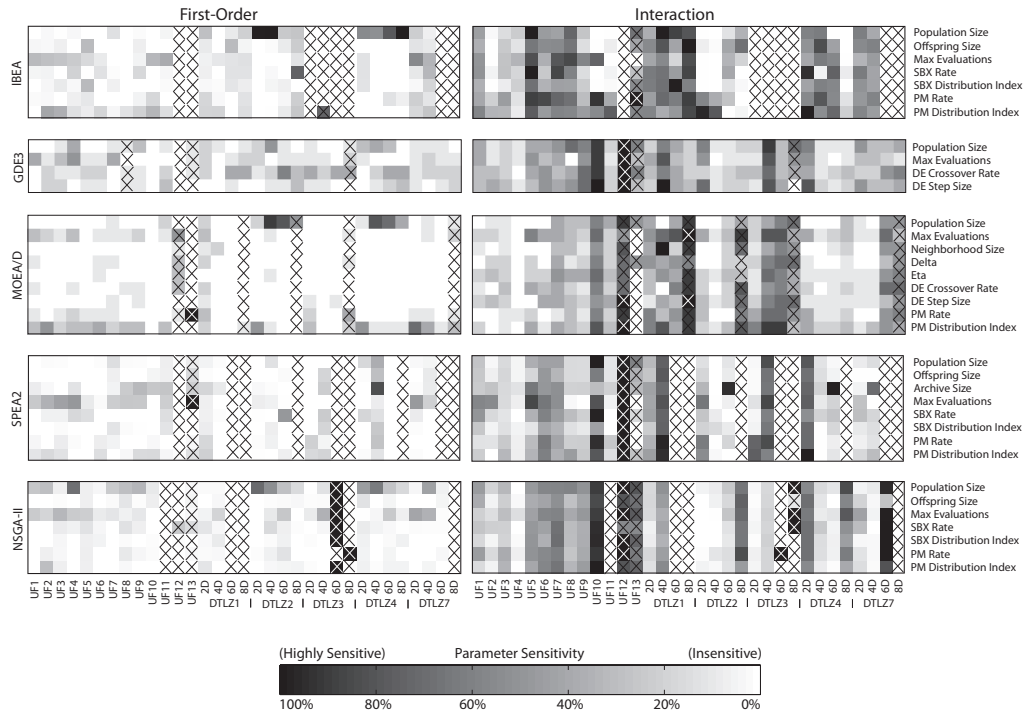 First-Order
Interaction
IBEA
Population Size
Offspring Size
Max Evaluations
SBX Rate
SBX Distribution Index
PM Rate
PM Distribution Index
GDE3
Population Size
Max Evaluations
DE Crossover Rate
DE Step Size
MOEA/D
Population Size
Max Evaluations
Neighborhood Size
Delta
Eta
DE Crossover Rate
DE Step Size
PM Rate
PM Distribution Index
SPEA2
Population Size
Offspring Size
Archive Size
Max Evaluations
SBX Rate
SBX Distribution Index
PM Rate
PM Distribution Index
NSGA-II
Population Size
Offspring Size
Max Evaluations
SBX Rate
SBX Distribution Index
PM Rate
PM Distribution Index
UF1 UF2 UF3 UF4 UF5 UF6 UF7 UF8 UF9 UF10 UF11 UF12 UF13 2D 4D 6D 8D 2D 4D 6D 8D 2D 4D 6D 8D 2D 4D 6D 8D 2D 4D 6D 8D
DTLZ1 DTLZ2 DTLZ3 DTLZ4 DTLZ7
UF1 UF2 UF3 UF4 UF5 UF6 UF7 UF8 UF9 UF10 UF11 UF12 UF13 2D 4D 6D 8D 2D 4D 6D 8D 2D 4D 6D 8D 2D 4D 6D 8D 2D 4D 6D 8D
DTLZ1 DTLZ2 DTLZ3 DTLZ4 DTLZ7
(Highly Sensitive) Parameter Sensitivity (Insensitive)
100% 80% 60% 40% 20% 0%